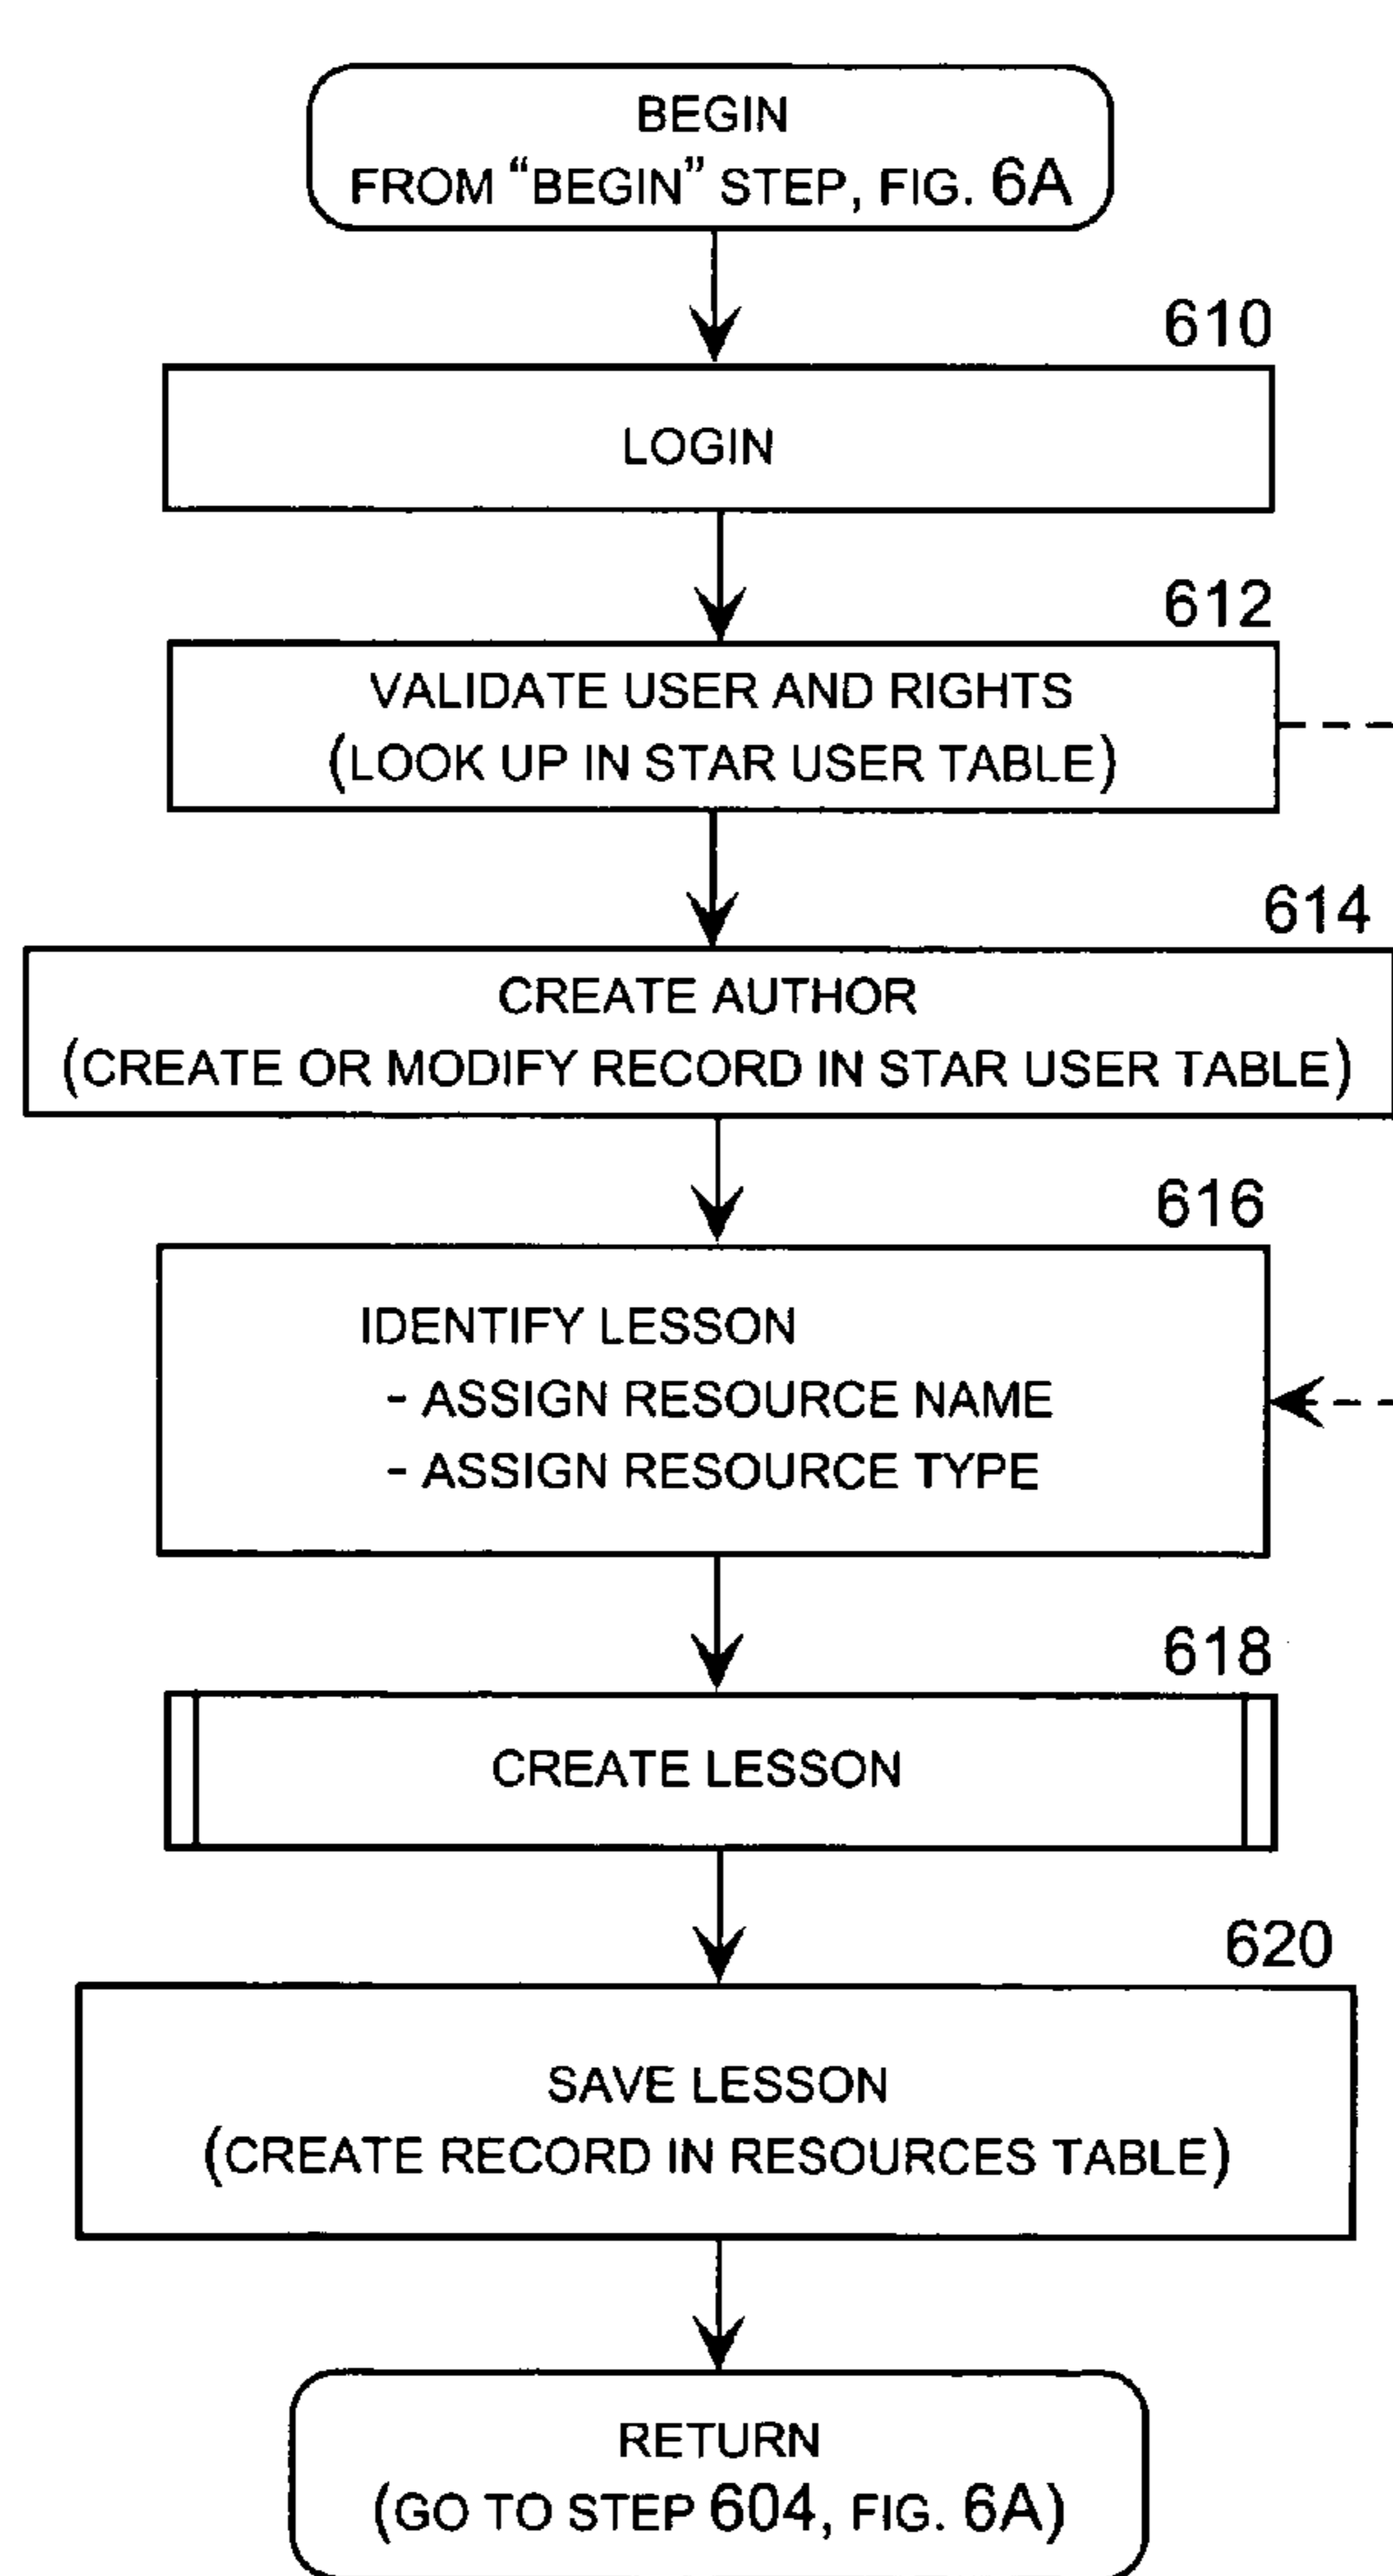 BEGIN
FROM “BEGIN” STEP, FIG. 6A
610
LOGIN
612
VALIDATE USER AND RIGHTS
(LOOK UP IN STAR USER TABLE)
614
CREATE AUTHOR
(CREATE OR MODIFY RECORD IN STAR USER TABLE)
616
IDENTIFY LESSON
- ASSIGN RESOURCE NAME
- ASSIGN RESOURCE TYPE
618
CREATE LESSON
620
SAVE LESSON
(CREATE RECORD IN RESOURCES TABLE)
RETURN
(GO TO STEP 604, FIG. 6A)